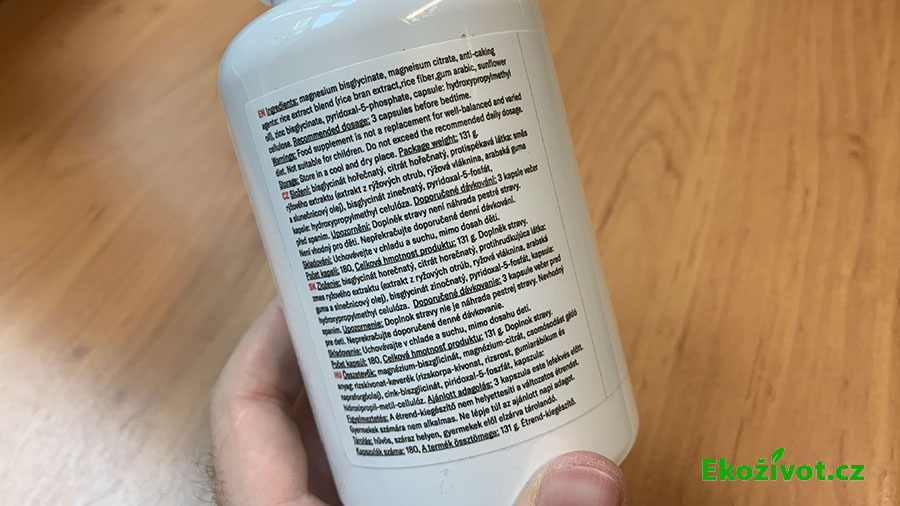 EN Ingredients: magnesium bisglycinate, magneisum citrate, anti-caking
agents: rice extract blend (rice bran extract,rice fiber,gum arabic, sunflower
oil), zinc bisglycinate, pyridoxal-5-phosphate, capsule: hydroxypropylmethyl
cellulose. Recommended dosage: 3 capsules before bedtime.
Warnings: Food supplement is not a replacement for well-balanced and varied
diet. Not suitable for children. Do not exceed the recommended daily dosage.
Storage: Store in a cool and dry place. Package weight: 131 g.
CZ Složení: bisglycinát hořečnatý, citrát hořečnatý, protispékavá látka: směs
rýžového extraktu (extrakt z rýžových otrub, rýžová vláknina, arabská guma
a slunečnicový olej), bisglycinát zinečnatý, pyridoxal-5-fosfát,
kapsle: hydroxypropylmethyl celulóza. Doporučené dávkování: 3 kapsle večer
před spaním. Upozornění: Doplněk stravy není náhrada pestré stravy.
Není vhodný pro děti. Nepřekračujte doporučené denní dávkování.
Skladování: Uchovávejte v chladu a suchu, mimo dosah dětí.
Počet kapslí: 180, Celková hmotnost produktu: 131 g. Doplněk stravy.
SK Zloženie: bisglycinát horečnatý, citrát horečnatý, protihrudkujúca látka:
zmes ryžového extraktu (extrakt z ryžových otrúb, ryžová vláknina, arabská
guma a slnečnicový olej), bisglycinát zinočnatý, pyridoxal-5-fosfát, kapsula:
hydroxypropylmethyl celulóza. Doporučené dávkovanie: 3 kapsule večer pred
spaním. Upozornenie: Doplnok stravy nie je náhrada pestrej stravy. Nevhodný
pre deti. Neprekračujte doporučené denné dávkovanie.
Skladovanie: Uchovávajte v chlade a suchu, mimo dosahu detí.
Počet kapsúl: 180, Celková hmotnosť produktu: 131 g. Doplnok stravy.
HU Összetevők: magnézium-biszglicinát, magnézium-citrát, csomósodást gátló
anyag: rizskivonat-keverék (rizskorpa-kivonat, rizsrost, gumiarábikum és
napraforgóolaj), cink-biszglicinát, piridoxál-5-foszfát, kapszula:
hidroxipropil-metil-cellulóz. Ajánlott adagolás: 3 kapszula este lefekvés előtt.
Figyelmeztetés: A étrend-kiegészítő nem helyettesíti a változatos étrendet.
Gyermekek számára nem alkalmas. Ne lépje túl az ajánlott napi adagot.
Tárolás: hűvös, száraz helyen, gyermekek elől elzárva tárolandó.
Kapszulák száma: 180, A termék össztömege: 131 g. Étrend-kiegészítő.
Ekoživot.cz